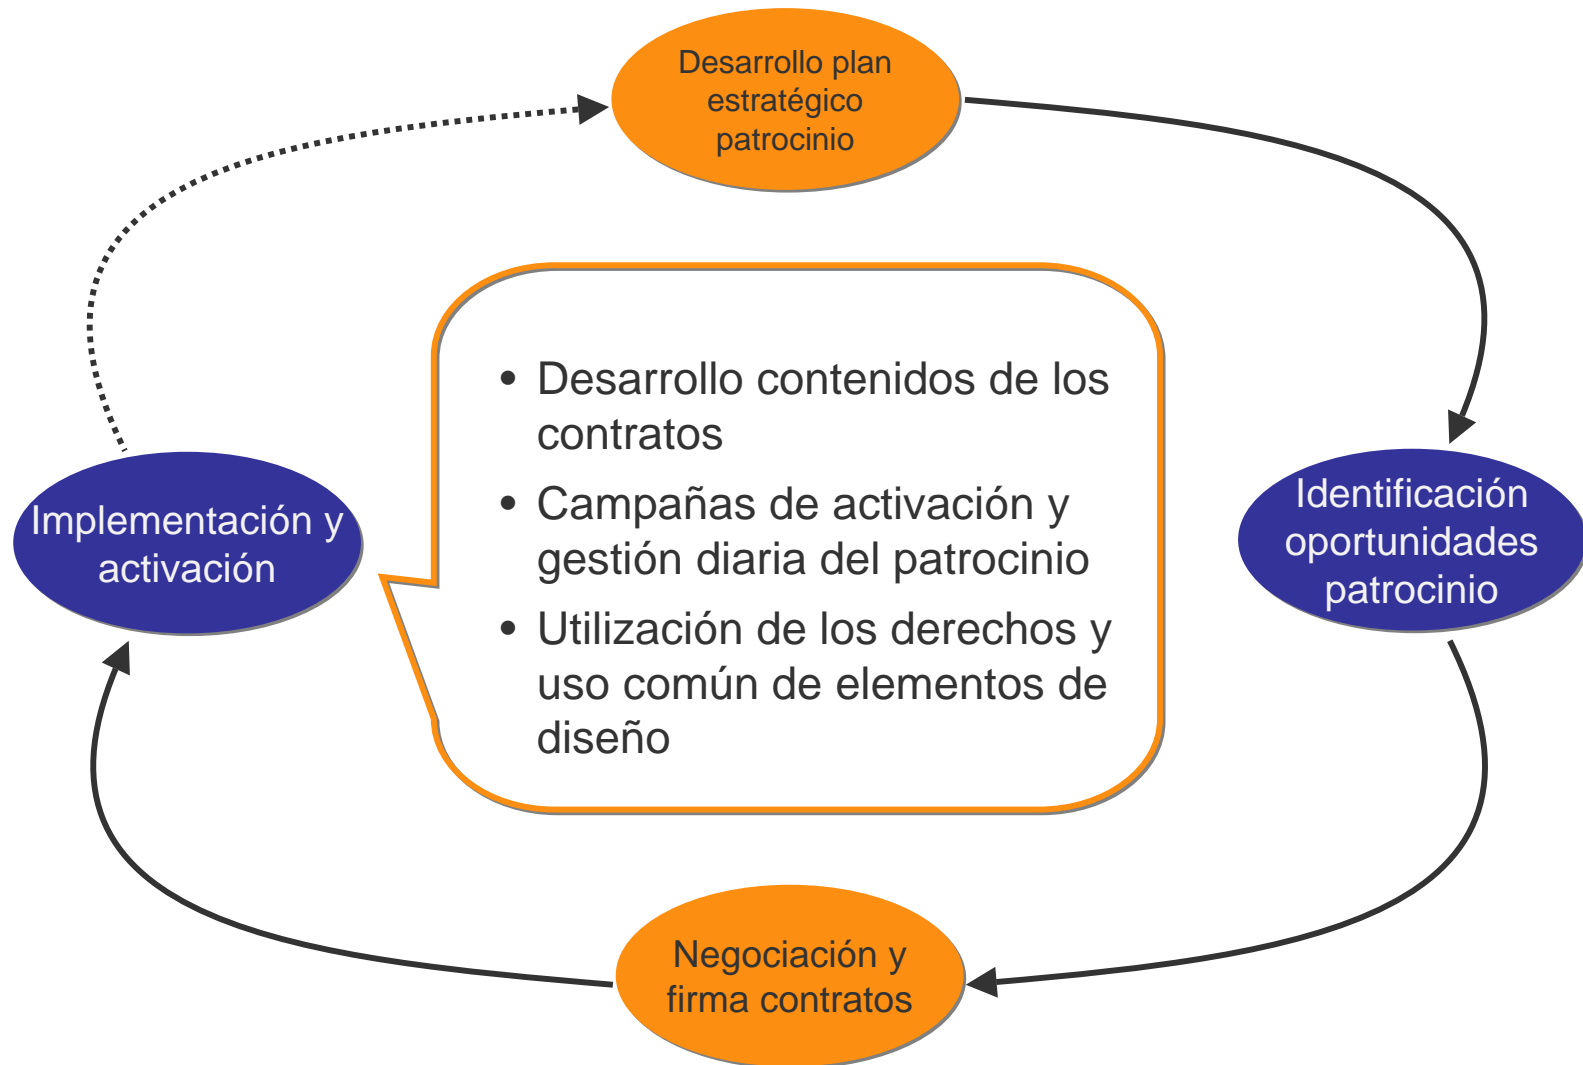 Desarrollo plan
estratégico
patrocinio
• Desarrollo contenidos de los
contratos
• Campañas de activación y
gestión diaria del patrocinio
• Utilización de los derechos y
uso común de elementos de
diseño
Implementación y
activación
Identificación
oportunidades
patrocinio
Negociación y
firma contratos